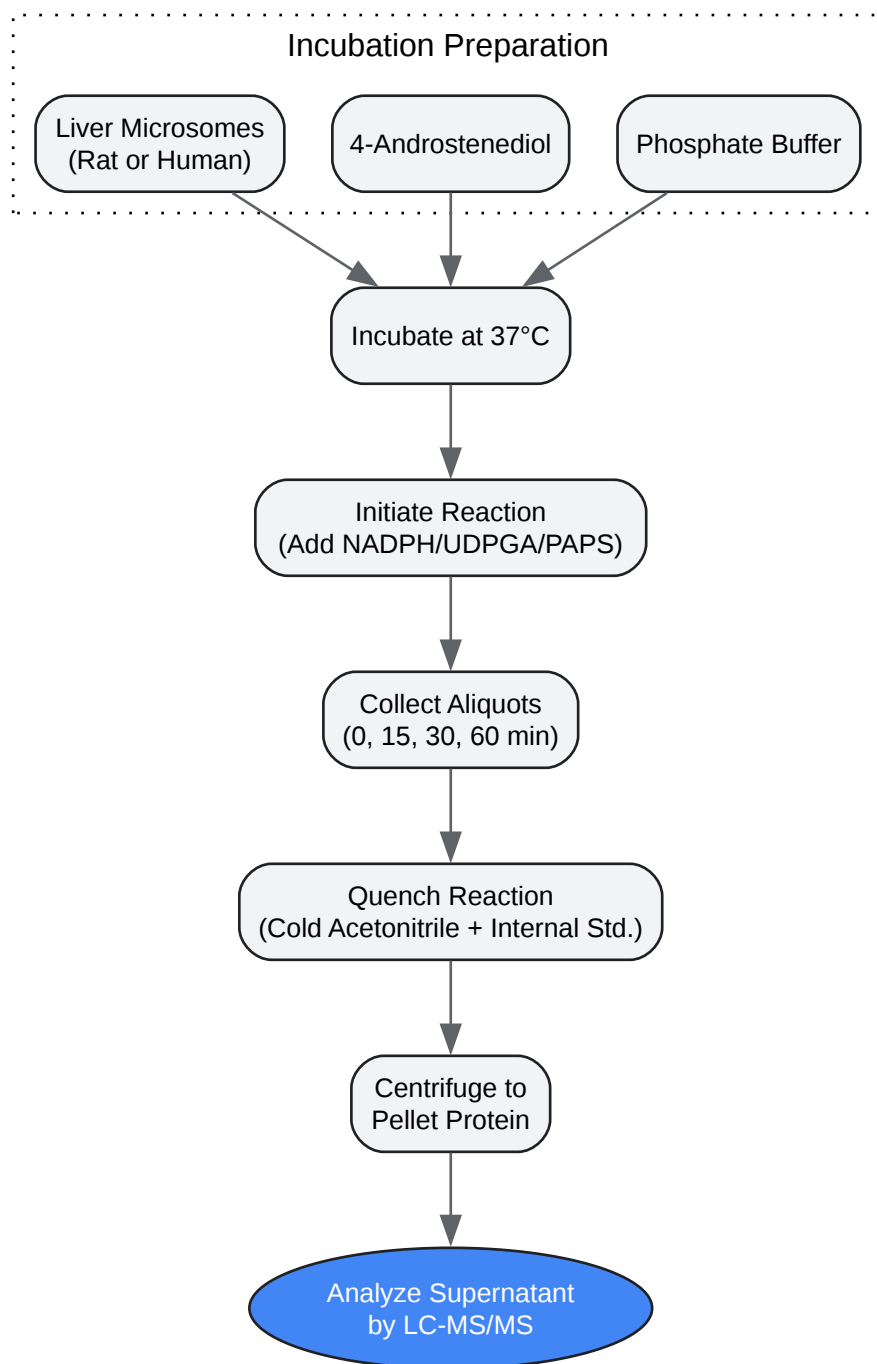 Incubation Preparation
Liver Microsomes
(Rat or Human)
4-Androstenediol
Phosphate Buffer
Incubate at 37°C
Initiate Reaction
(Add NADPH/UDPGA/PAPS)
Collect Aliquots
(0, 15, 30, 60 min)
Quench Reaction
(Cold Acetonitrile + Internal Std.)
Centrifuge to
Pellet Protein
Analyze Supernatant
by LC-MS/MS